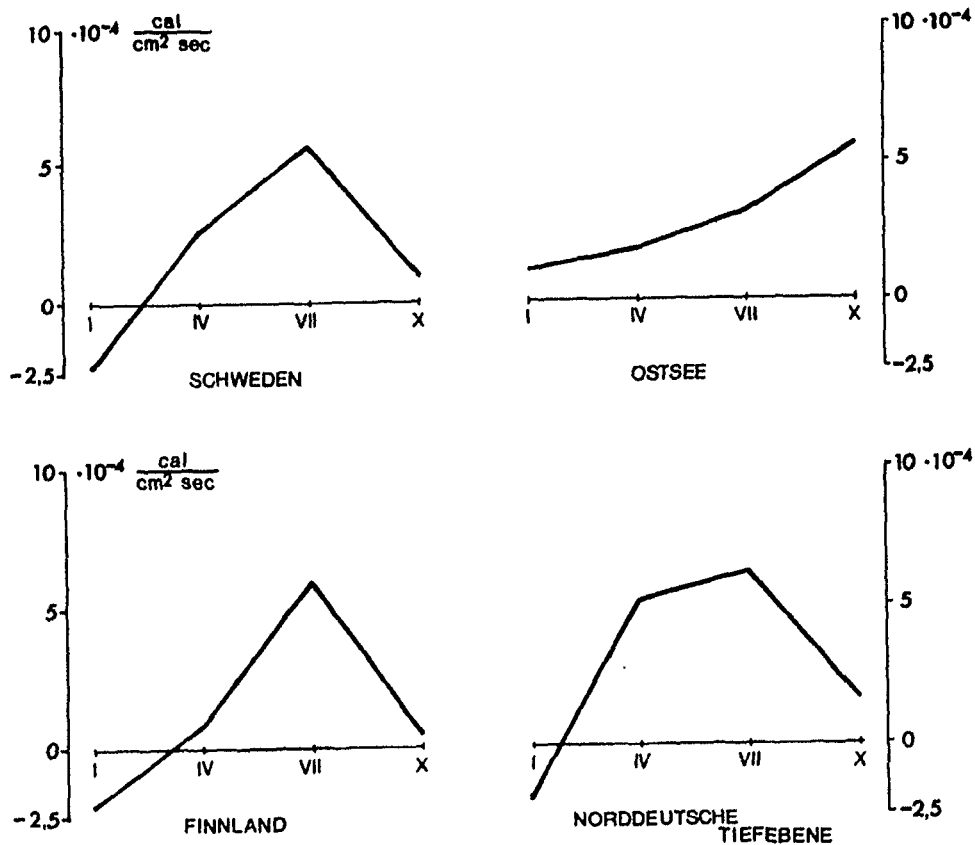 10 ·10⁻⁴ cal
cm² sec
5
0
-2,5
I IV VII X
SCHWEDEN
10 ·10⁻⁴
5
0
-2,5
I IV VII X
OSTSEE
10 ·10⁻⁴ cal
cm² sec
5
0
-2,5
I IV VII X
FINNLAND
10 ·10⁻⁴
5
0
-2,5
I IV VII X
NORDDEUTSCHE
TIEFEBENE